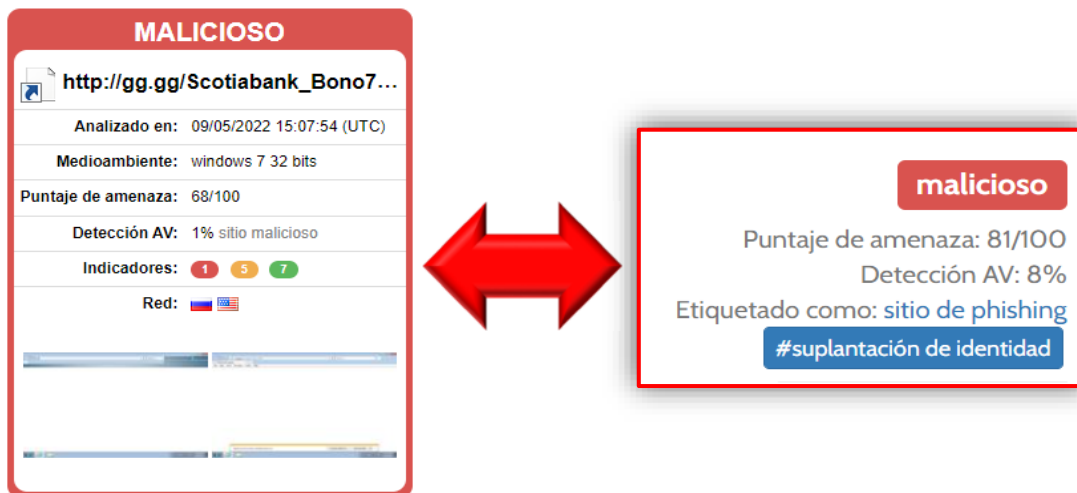 MALICIOSO
http://gg.gg/Scotiabank_Bono7...
Analizado en: 09/05/2022 15:07:54 (UTC)
Medioambiente: windows 7 32 bits
Puntaje de amenaza: 68/100
Detección AV: 1% sitio malicioso
Indicadores: 1 5 7
Red:
malicioso
Puntaje de amenaza: 81/100
Detección AV: 8%
Etiquetado como: sitio de phishing
#suplantación de identidad